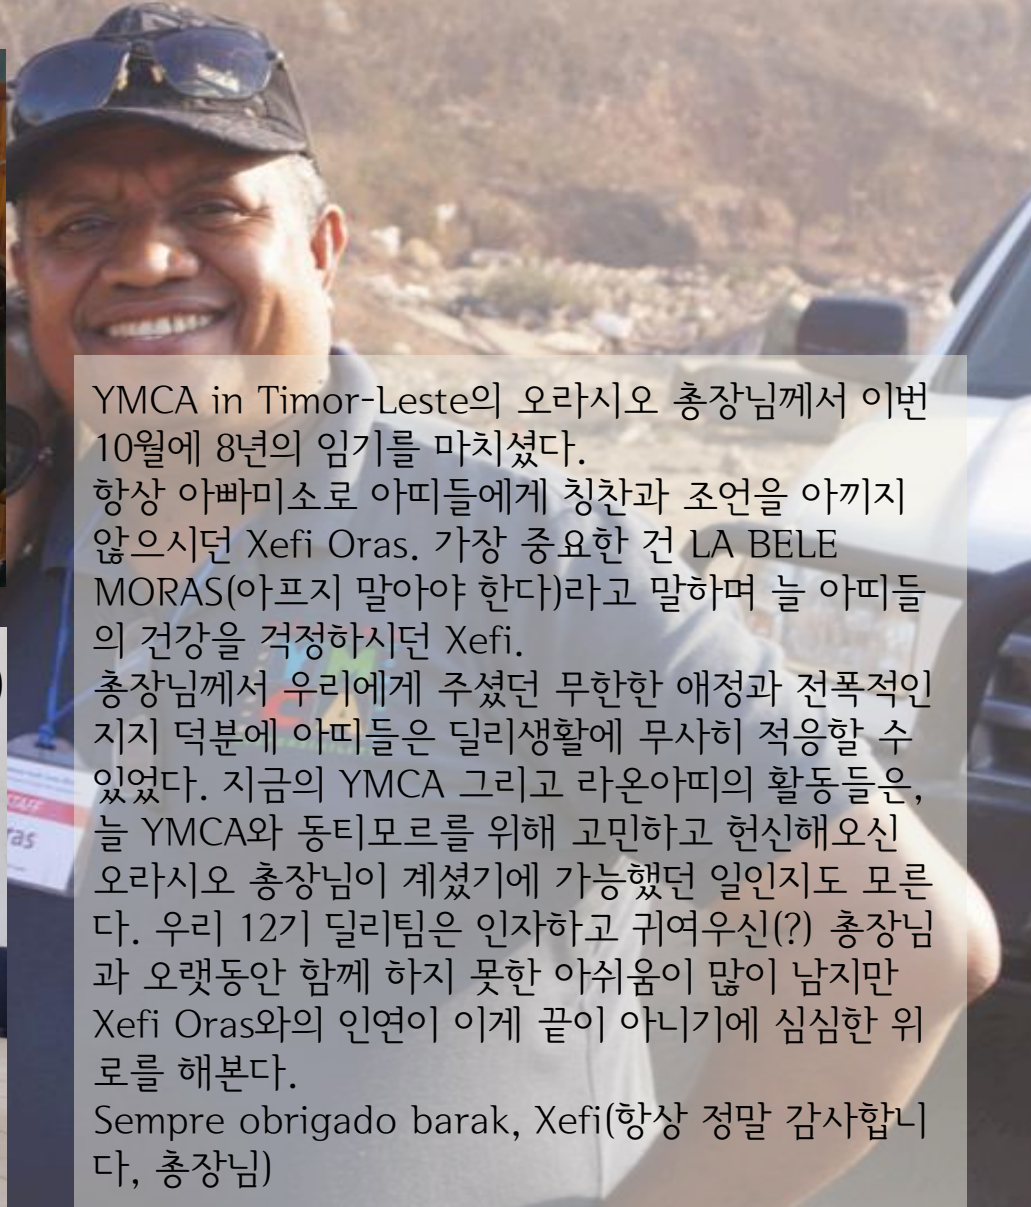 YMCA in Timor-Leste의 오라시오 총장님께서 이번
10월에 8년의 임기를 마치셨다.
항상 아빠미소로 아띠들에게 칭찬과 조언을 아끼지
않으시던 Xefi Oras. 가장 중요한 건 LA BELE
MORAS(아프지 말아야 한다)라고 말하며 늘 아띠들
의 건강을 걱정하시던 Xefi.
총장님께서 우리에게 주셨던 무한한 애정과 전폭적인
지지 덕분에 아띠들은 딜리생활에 무사히 적응할 수
있었다. 지금의 YMCA 그리고 라온아띠의 활동들은,
늘 YMCA와 동티모르를 위해 고민하고 헌신해오신
오라시오 총장님이 계셨기에 가능했던 일인지도 모른
다. 우리 12기 딜리팀은 인자하고 귀여우신(?) 총장님
과 오랫동안 함께 하지 못한 아쉬움이 많이 남지만
Xefi Oras와의 인연이 이게 끝이 아니기에 심심한 위
로를 해본다.
Sempre obrigado barak, Xefi(항상 정말 감사합니
다, 총장님)
YM
CA
STAFF
ras